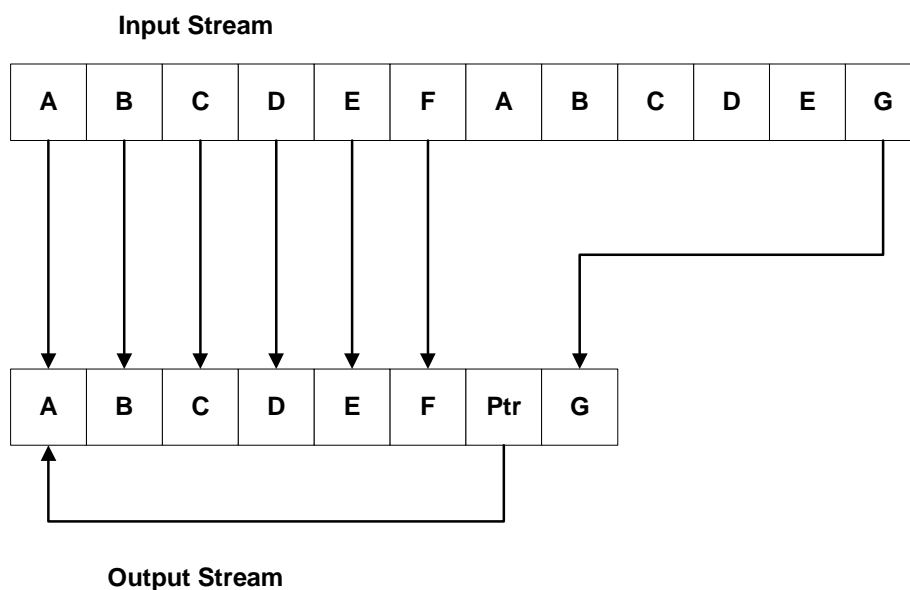 Input Stream
A B C D E F A B C D E G
A B C D E F Ptr G
Output Stream